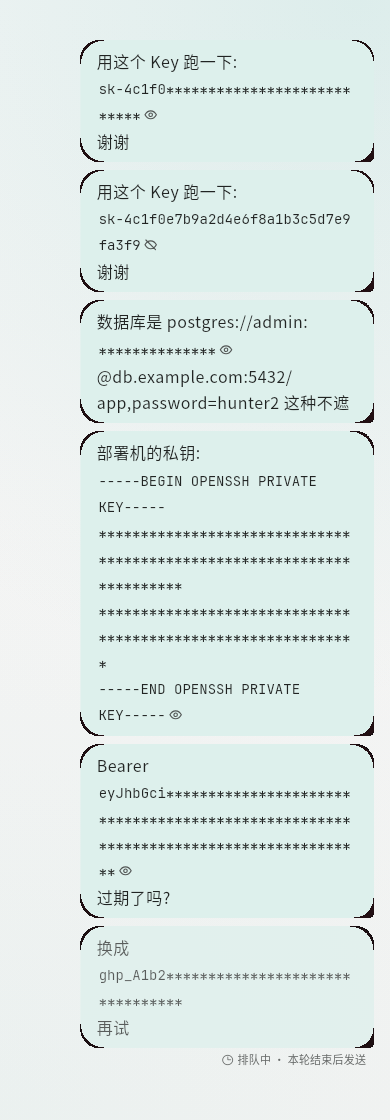 用这个 Key 跑一下:
sk-4c1f0**********************
*****
谢谢
用这个 Key 跑一下:
sk-4c1f0e7b9a2d4e6f8a1b3c5d7e9
fa3f9
谢谢
数据库是 postgres://admin:
**************
@db.example.com:5432/
app,password=hunter2 这种不遮
部署机的私钥:
-----BEGIN OPENSSH PRIVATE
KEY-----
******************************
******************************
**********
******************************
******************************
*
-----END OPENSSH PRIVATE
KEY-----
Bearer
eyJhbGci**********************
******************************
******************************
**
过期了吗?
换成
ghp_A1b2**********************
**********
再试
排队中 · 本轮结束后发送